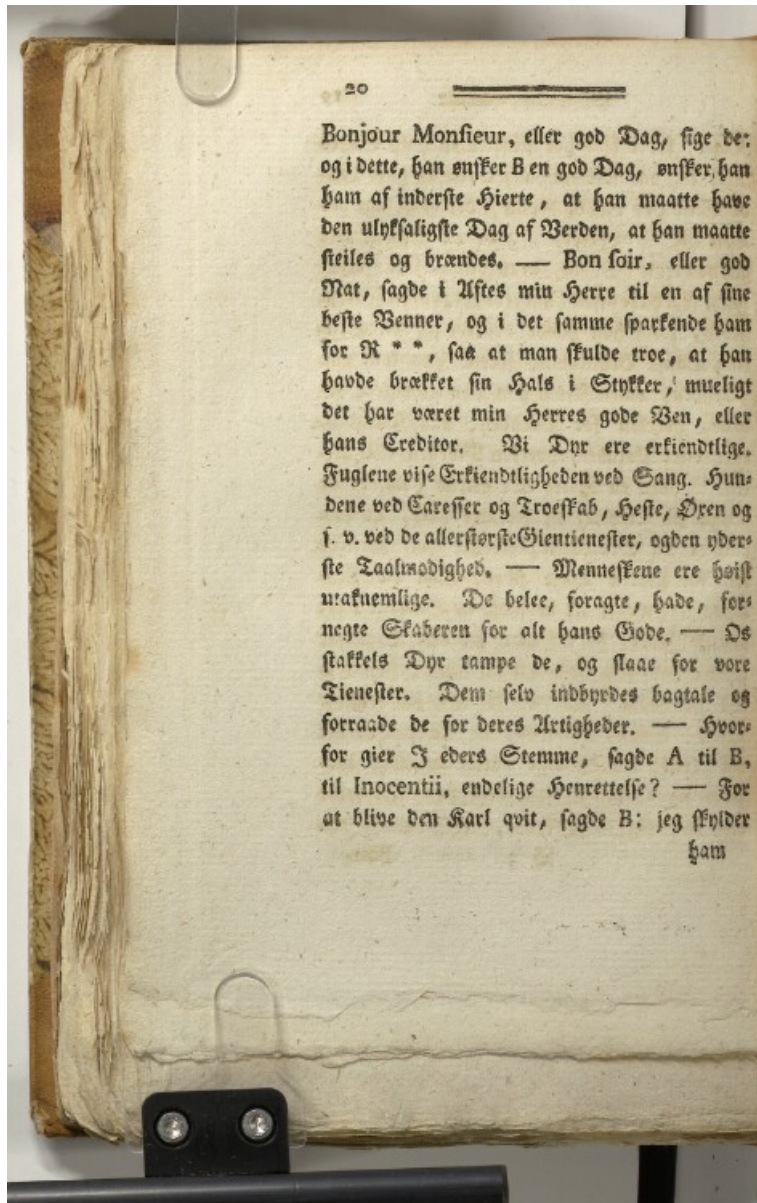 20
Bonjour Monsieur, eller god Dag, sige de:
og i dette, han ønsker B en god Dag, ønsker han
ham af inderste Hierte, at han maatte have
den ulyksaligste Dag af Verden, at han maatte
steiles og brændes. — Bon soir, eller god
Nat, sagde i Aftes min Herre til en af sine
beste Venner, og i det samme sparkende ham
for R * *, saa at man skulde troe, at han
havde brækket sin Hals i Stykker, mueligt
det har været min Herres gode Ven, eller
hans Creditor. Vi Dyr ere erkiendtlige.
Fuglene vise Erkiendtligheden ved Sang. Hun-
dene ved Caresser og Troeskab, Heste, Øxen og
s. v. ved de allerstørste Gientienester, og den yder-
ste Taalmodighed. — Menneskene ere høist
utaknemlige. De belee, foragte, hade, for-
negte Skaberen for alt hans Gode. — Os
stakkels Dyr tampe de, og slaae for vore
Tienester. Dem selv indbyrdes bagtale og
forraade de for deres Artigheder. — Hvor-
for gier I eders Stemme, sagde A til B,
til Inocentii, endelige Henrettelse? — For
at blive den Karl qvit, sagde B: jeg skylder
ham